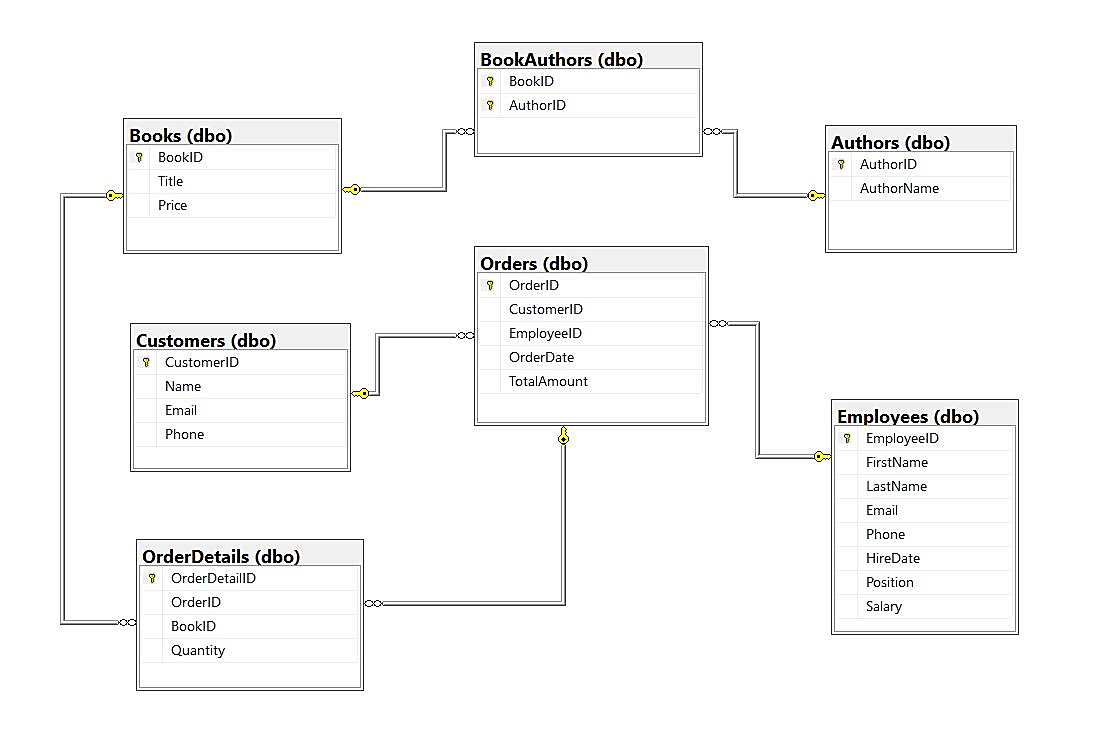 BookAuthors (dbo)
BookID
AuthorID
Books (dbo)
BookID
Title
Price
Authors (dbo)
AuthorID
AuthorName
Orders (dbo)
OrderID
CustomerID
EmployeeID
OrderDate
TotalAmount
Customers (dbo)
CustomerID
Name
Email
Phone
Employees (dbo)
EmployeeID
FirstName
LastName
Email
Phone
HireDate
Position
Salary
OrderDetails (dbo)
OrderDetailID
OrderID
BookID
Quantity